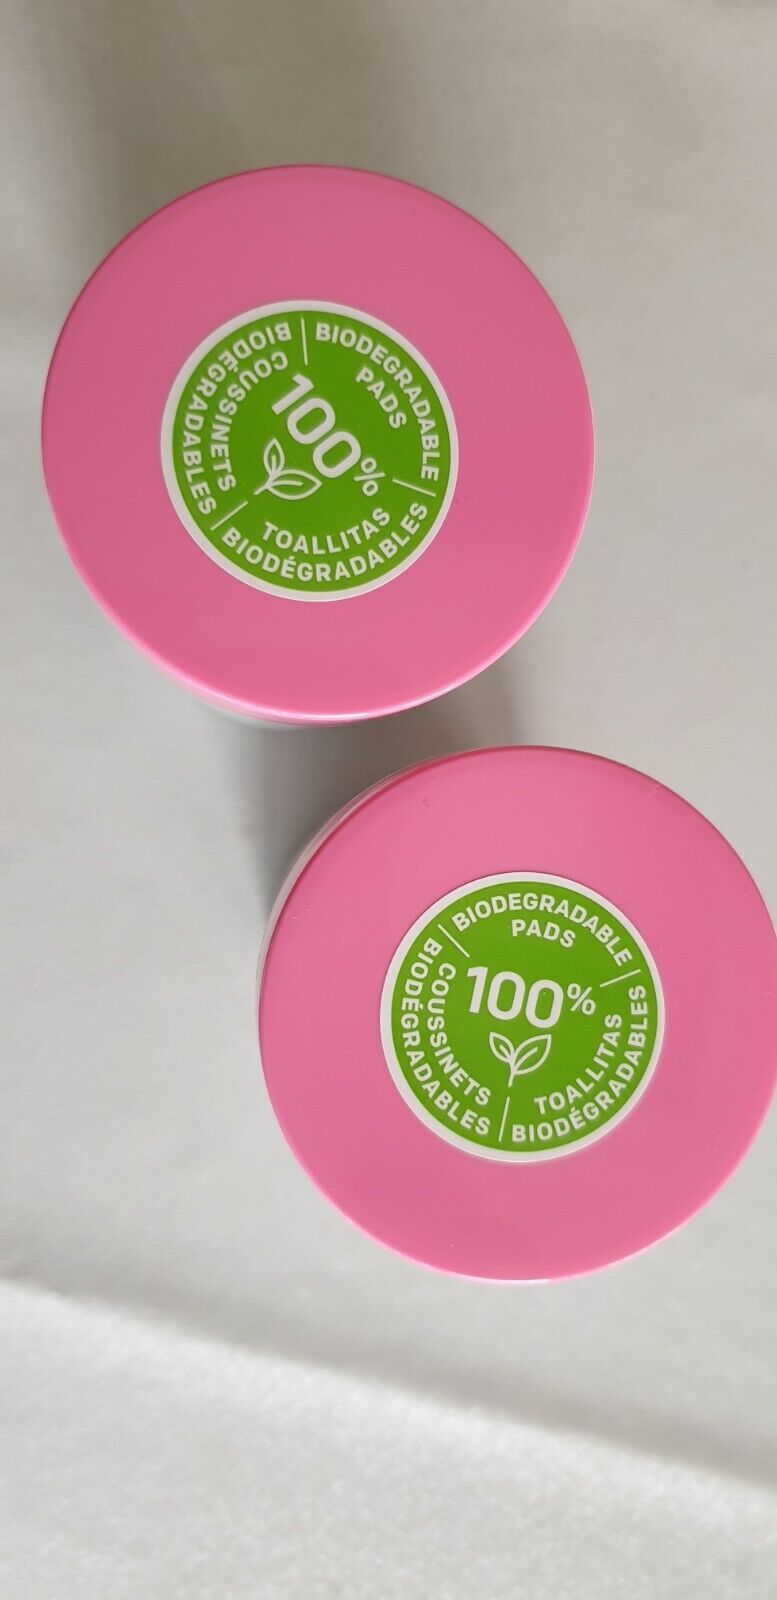 BIODEGRADABLE
PADS
100%
TOALLITAS
BIODÉGRADABLES
COUSSINETS
BIODÉGRADABLES
BIODEGRADABLE
PADS
100%
TOALLITAS
BIODÉGRADABLES
COUSSINETS
BIODÉGRADABLES